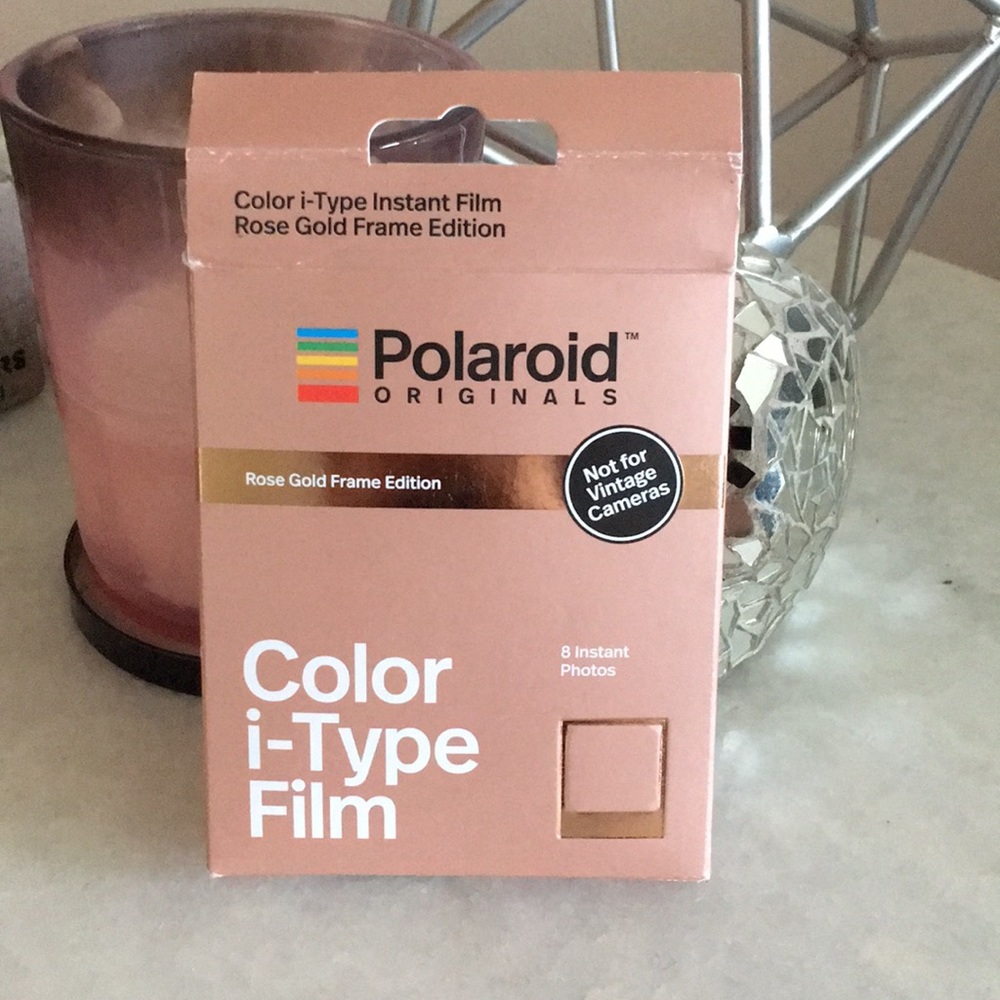 Color i-Type Instant Film
Rose Gold Frame Edition
Polaroid™
ORIGINALS
Rose Gold Frame Edition
Not for
Vintage
Cameras
8 Instant
Photos
Color
i-Type
Film